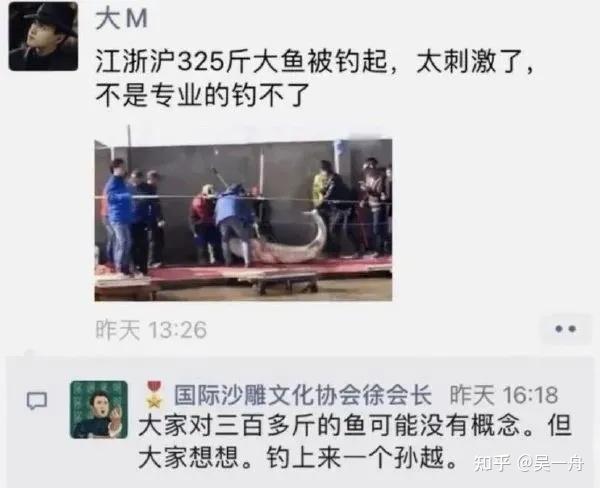 大M
江浙沪325斤大鱼被钓起，太刺激了，
不是专业的钓不了
昨天 13:26
国际沙雕文化协会徐会长 昨天 16:18
大家对三百多斤的鱼可能没有概念。但
大家想想。钓上来一个孙越。
知乎 @吴一舟